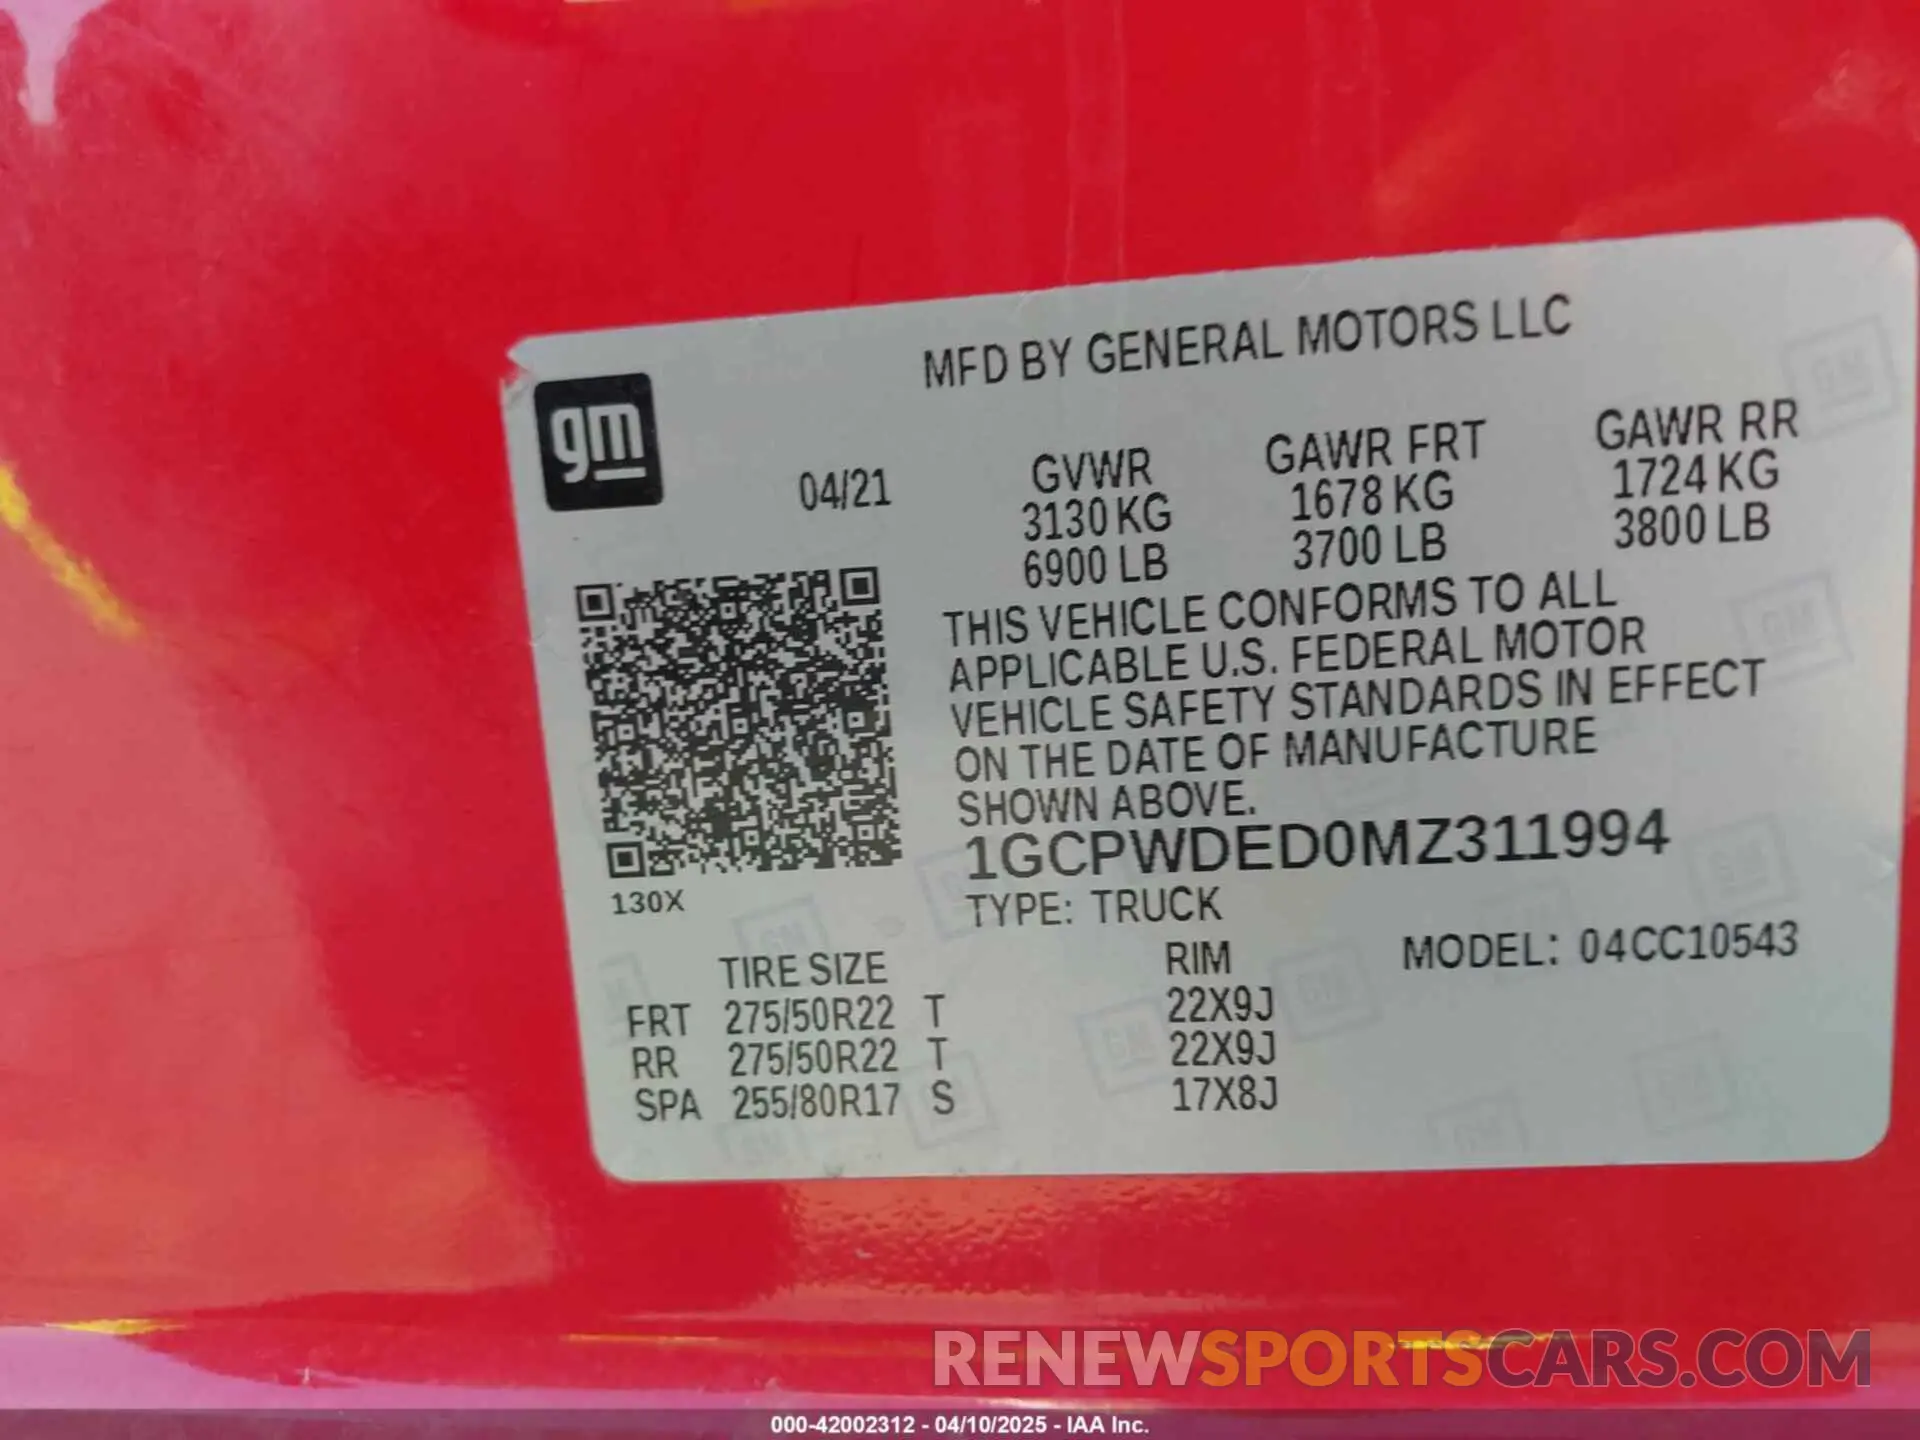 MFD BY GENERAL MOTORS LLC
gm
04/21
GVWR GAWR FRT GAWR RR
3130 KG 1678 KG 1724 KG
6900 LB 3700 LB 3800 LB
THIS VEHICLE CONFORMS TO ALL
APPLICABLE U.S. FEDERAL MOTOR
VEHICLE SAFETY STANDARDS IN EFFECT
ON THE DATE OF MANUFACTURE
SHOWN ABOVE.
1GCPWDED0MZ311994
130X
TYPE: TRUCK
TIRE SIZE RIM MODEL: 04CC10543
FRT 275/50R22 T 22X9J
RR 275/50R22 T 22X9J
SPA 255/80R17 S 17X8J
RENEWSPORTSCARS.COM
000-42002312 - 04/10/2025 - IAA Inc.